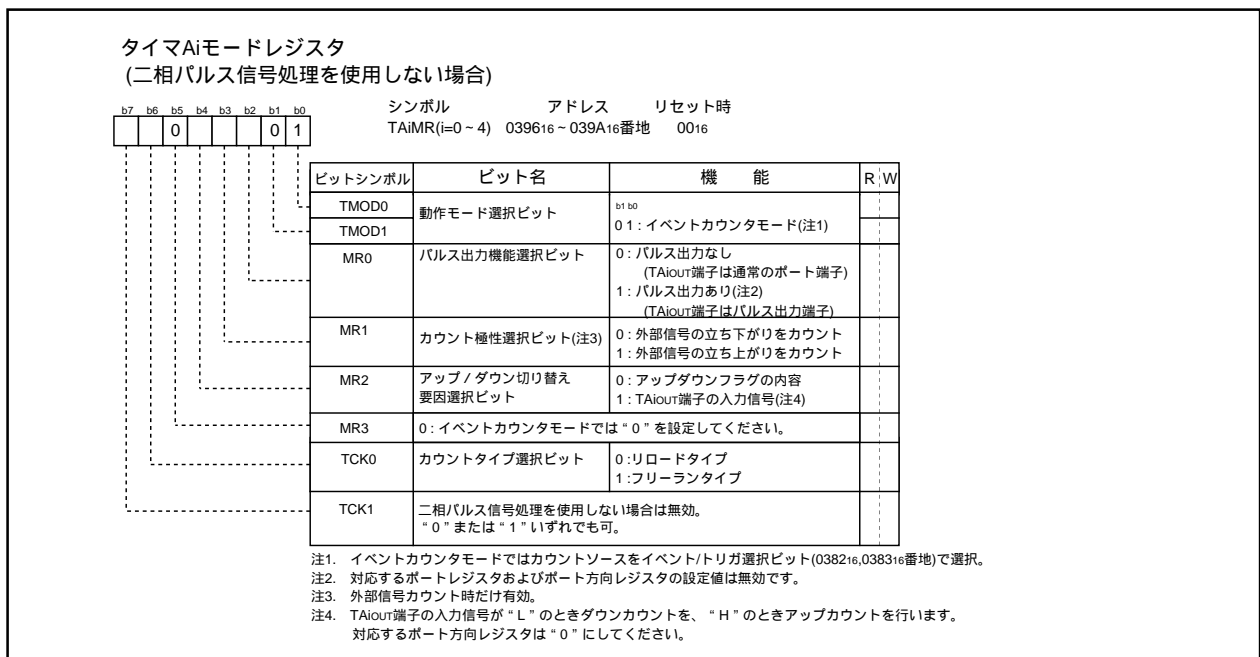 タイマAiモードレジスタ
(二相パルス信号処理を使用しない場合)
b7 b6 b5 b4 b3 b2 b1 b0
0 0 1
シンボル アドレス リセット時
TAiMR(i=0~4) 039616~039A16番地 0016
ビットシンボル ビット名 機 能 R W
TMOD0
TMOD1
動作モード選択ビット
b1 b0
0 1 : イベントカウンタモード(注1)
MR0 パルス出力機能選択ビット
0 : パルス出力なし
(TAiOUT端子は通常のポート端子)
1 : パルス出力あり(注2)
(TAiOUT端子はパルス出力端子)
MR1 カウント極性選択ビット(注3)
0 : 外部信号の立ち下がりをカウント
1 : 外部信号の立ち上がりをカウント
MR2 アップ / ダウン切り替え
要因選択ビット
0 : アップダウンフラグの内容
1 : TAiOUT端子の入力信号(注4)
MR3 0 : イベントカウンタモードでは“0”を設定してください。
TCK0 カウントタイプ選択ビット
0 :リロードタイプ
1 :フリーランタイプ
TCK1 二相パルス信号処理を使用しない場合は無効。
“0”または“1”いずれでも可。
注1. イベントカウンタモードではカウントソースをイベント/トリガ選択ビット(038216,038316番地)で選択。
注2. 対応するポートレジスタおよびポート方向レジスタの設定値は無効です。
注3. 外部信号カウント時だけ有効。
注4. TAiOUT端子の入力信号が“L”のときダウンカウントを、“H”のときアップカウントを行います。
対応するポート方向レジスタは“0”にしてください。